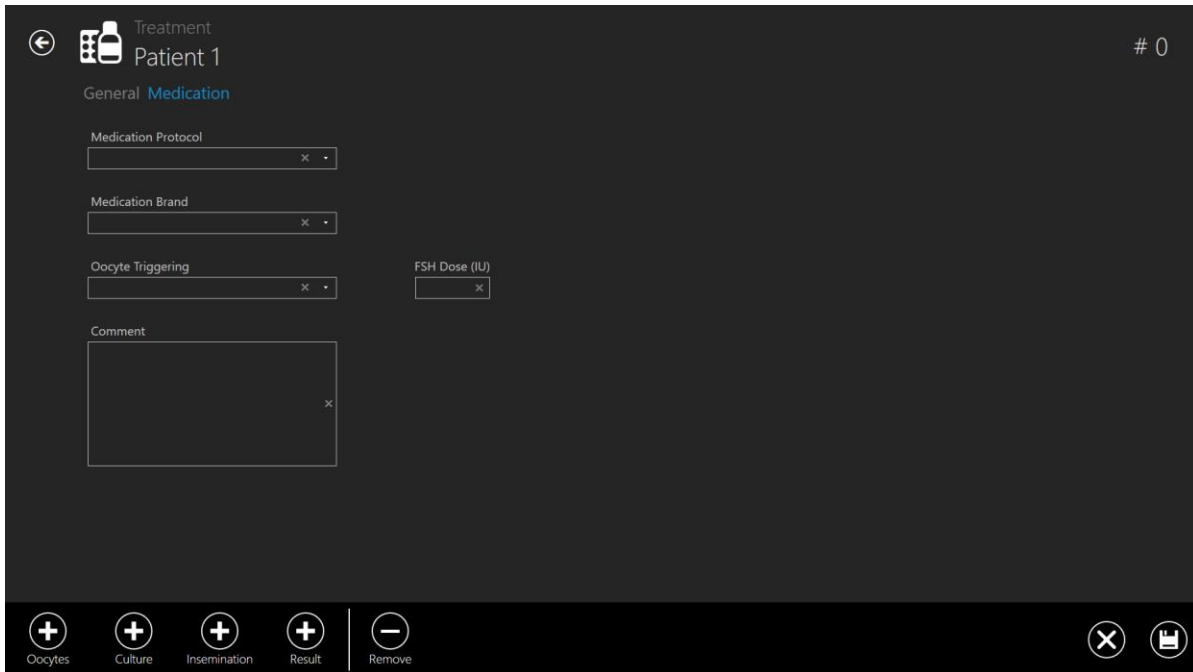 Treatment
Patient 1
# 0
General Medication
Medication Protocol
Medication Brand
Oocyte Triggering
FSH Dose (IU)
Comment
Oocytes
Culture
Insemination
Result
Remove